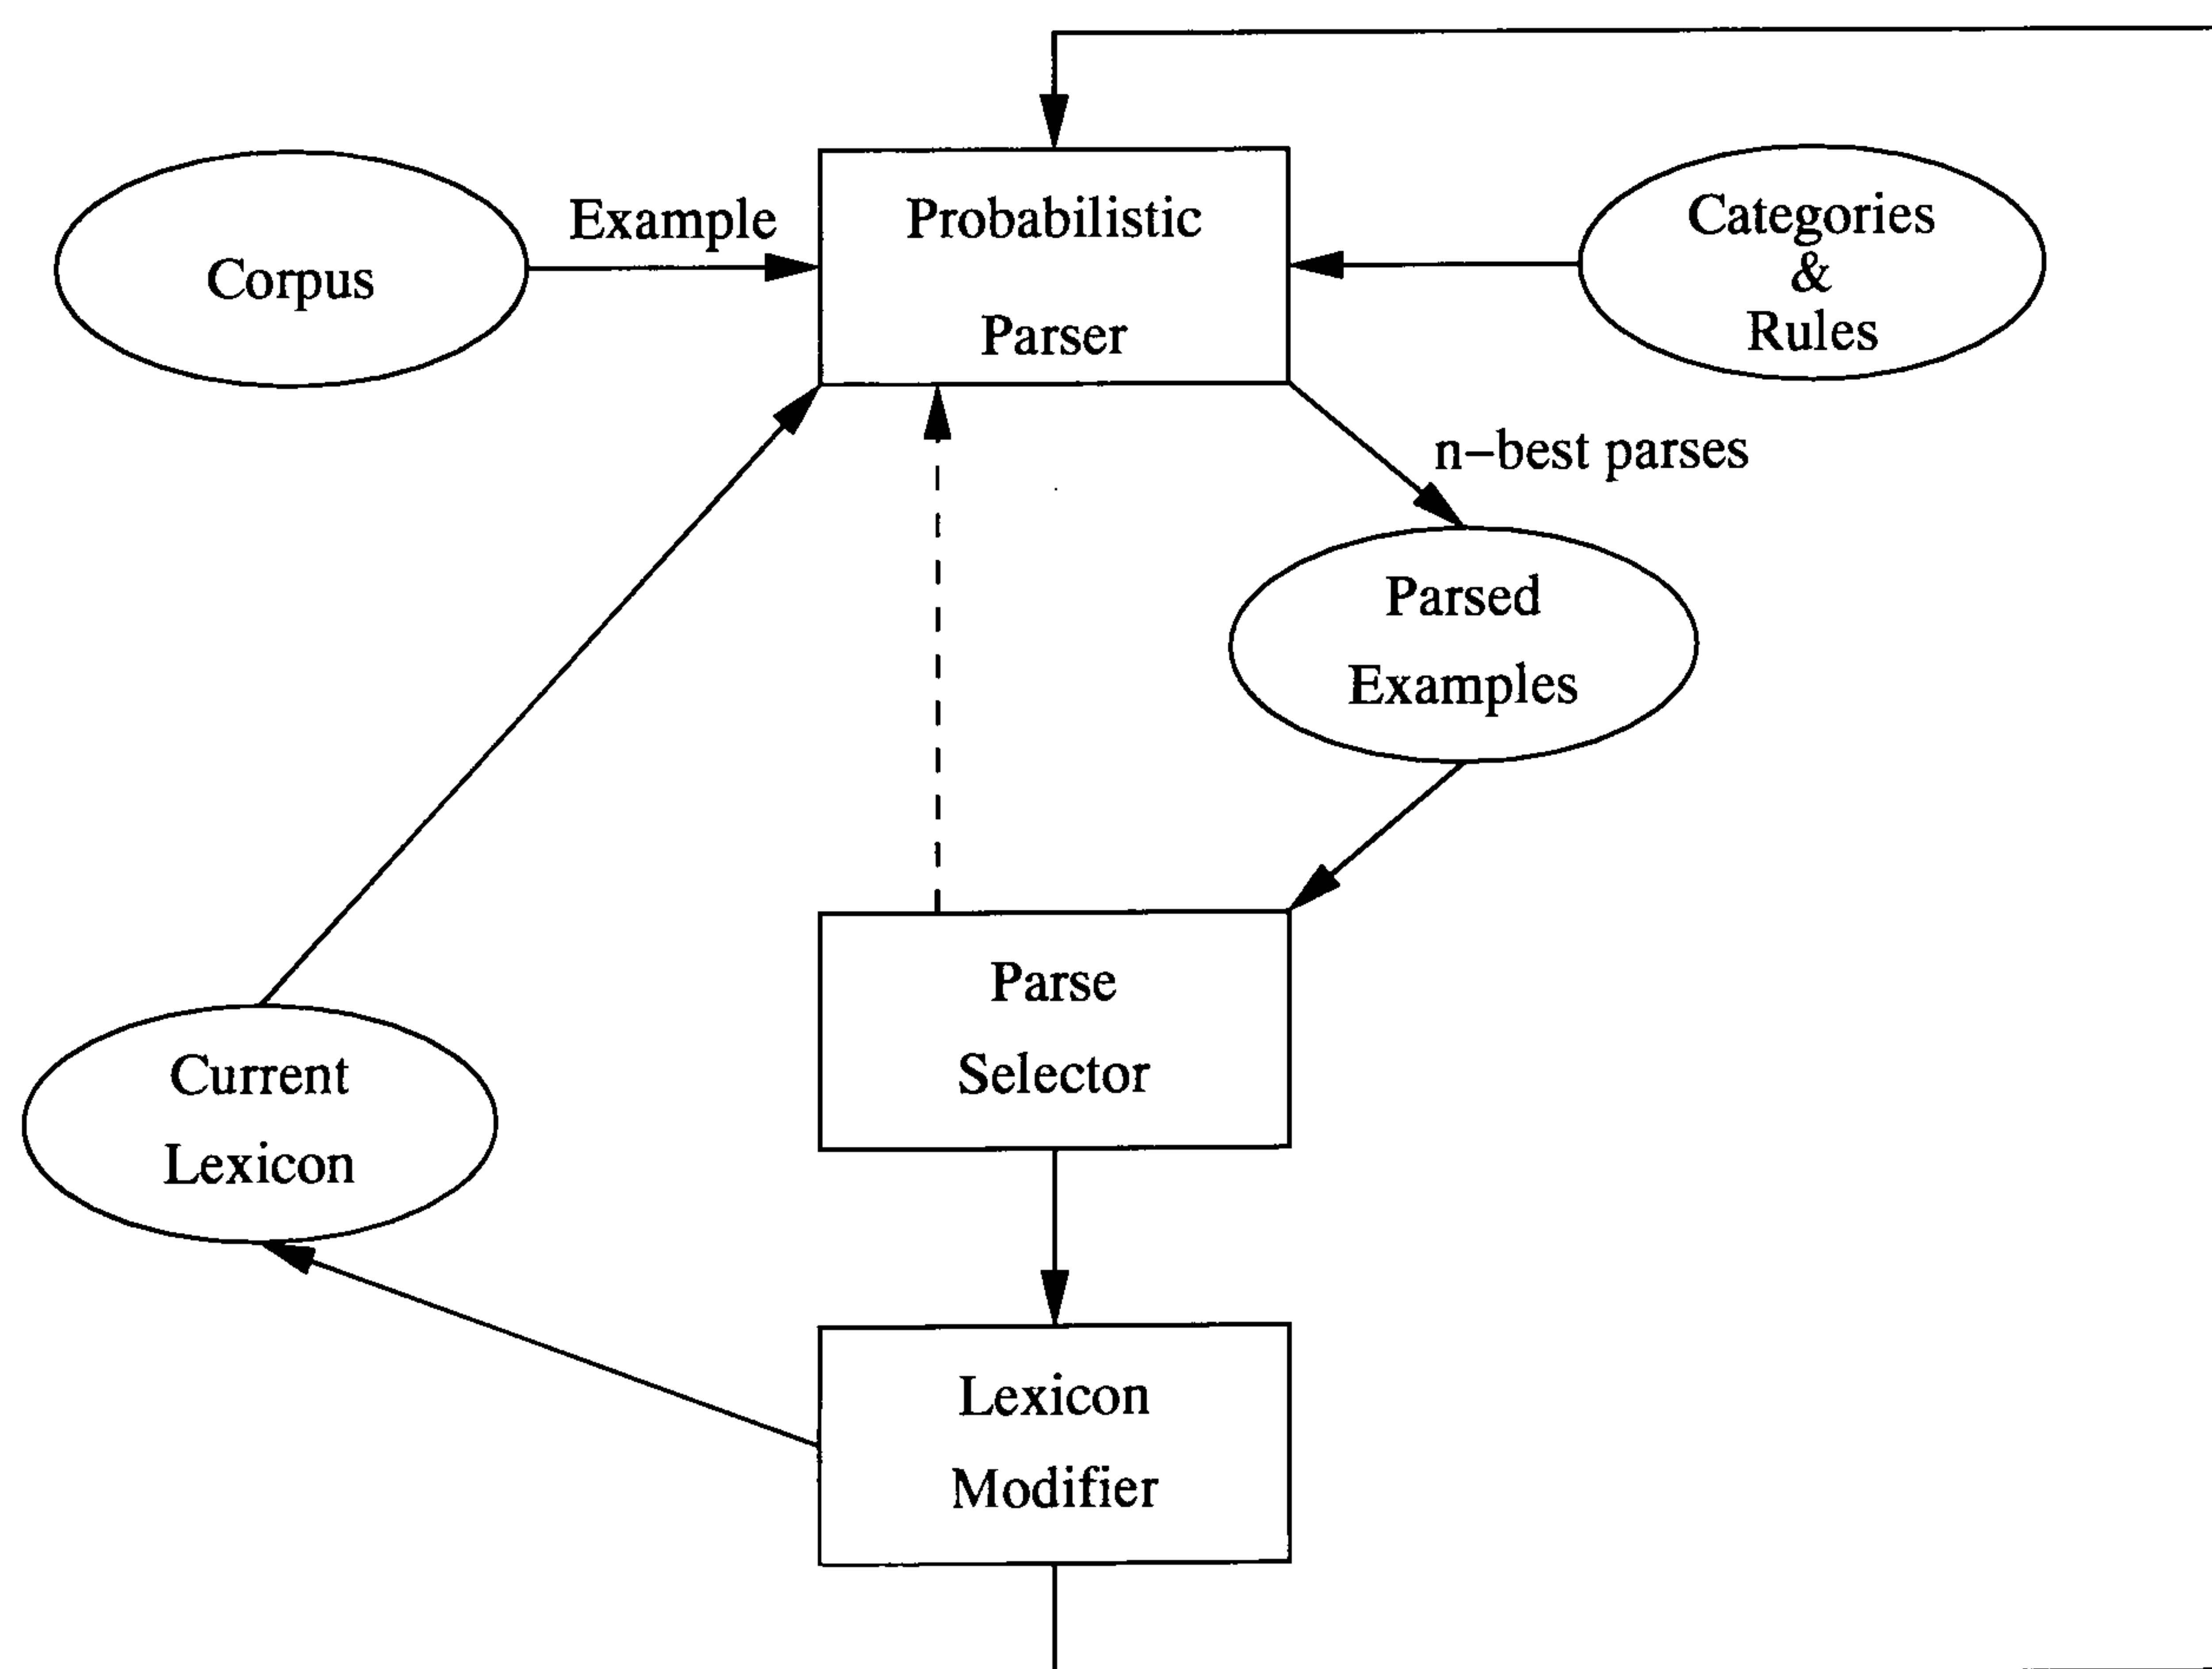 Example
Corpus
Probabilistic
Parser
Categories
&
Rules
n–best parses
Parsed
Examples
Parse
Selector
Current
Lexicon
Lexicon
Modifier